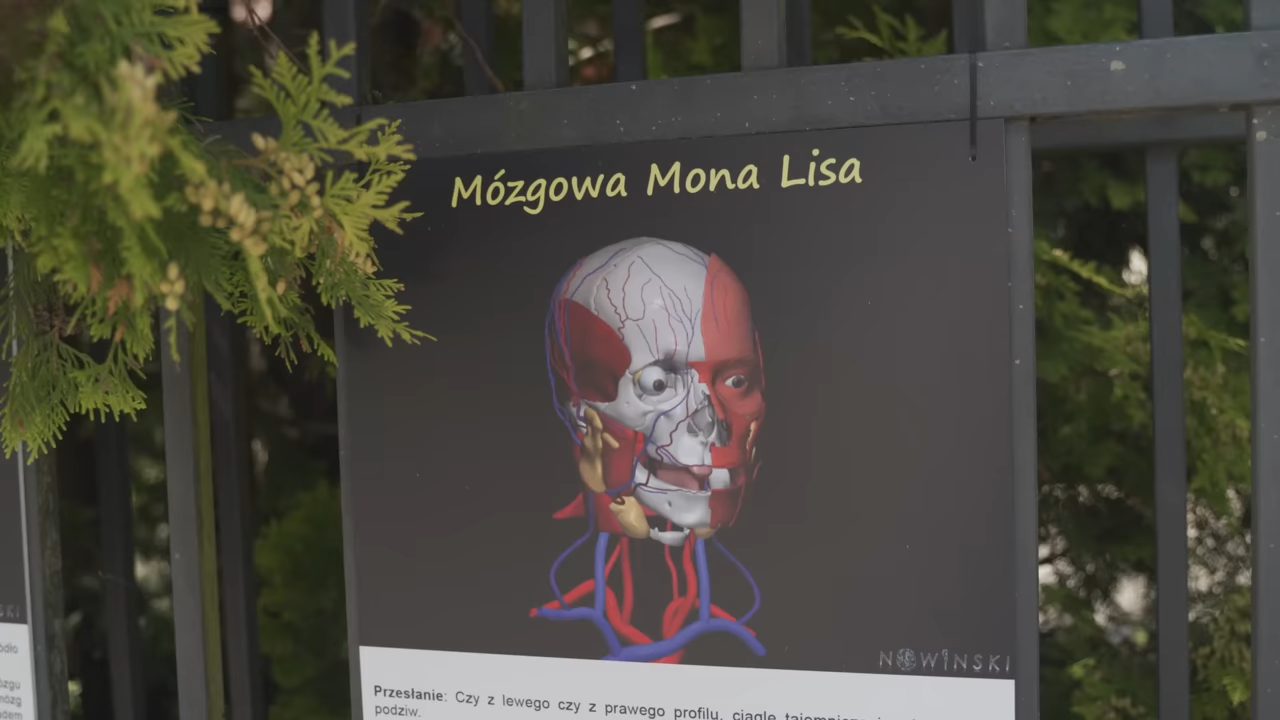 Mózgowa Mona Lisa
NOWINSKI
Przesłanie: Czy z lewego czy z prawego profilu, ciągle
podziw.